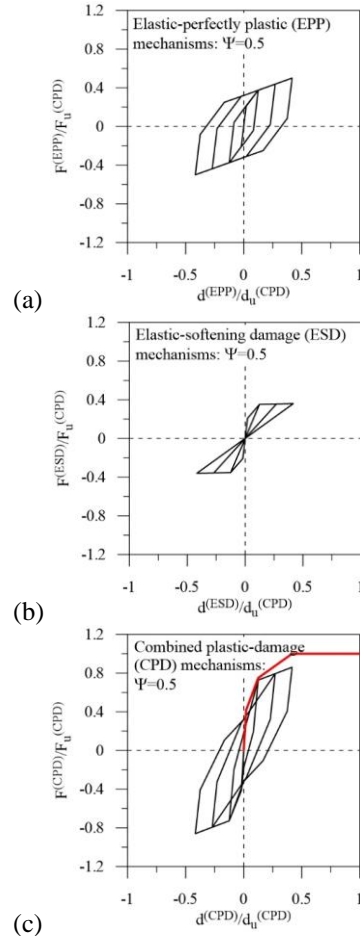 Elastic-perfectly plastic (EPP)
mechanisms: Ψ=0.5
F(EPP)/Fu(CPD)
1.2
0.8
0.4
0
-0.4
-0.8
-1.2
-1 -0.5 0 0.5 1
d(EPP)/du(CPD)
(a)
Elastic-softening damage (ESD)
mechanisms: Ψ=0.5
F(ESD)/Fu(CPD)
1.2
0.8
0.4
0
-0.4
-0.8
-1.2
-1 -0.5 0 0.5 1
d(ESD)/du(CPD)
(b)
Combined plastic-damage
(CPD) mechanisms:
Ψ=0.5
F(CPD)/Fu(CPD)
1.2
0.8
0.4
0
-0.4
-0.8
-1.2
-1 -0.5 0 0.5 1
d(CPD)/du(CPD)
(c)